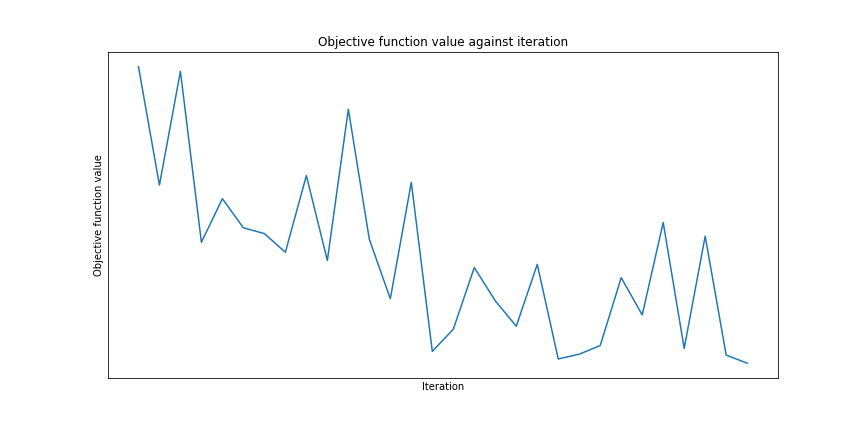 Objective function value against iteration
Objective function value
Iteration